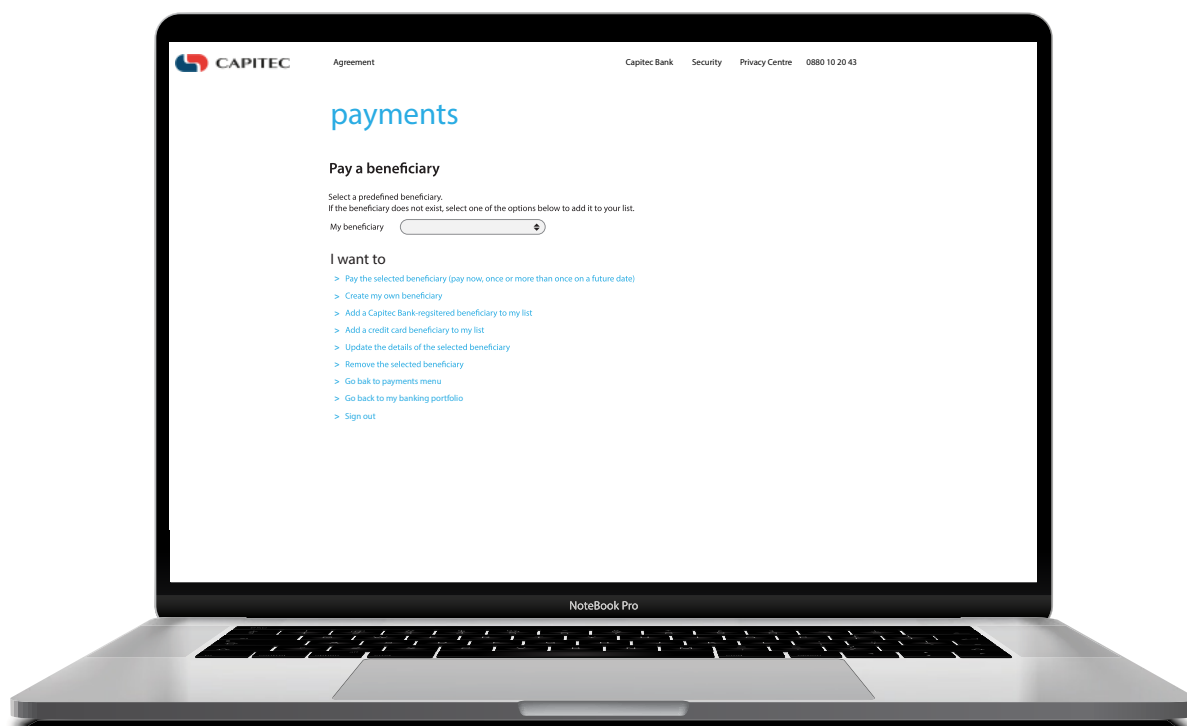 CAPITEC Agreement Capitec Bank Security Privacy Centre 0880 10 20 43
payments
Pay a beneficiary
Select a predefined beneficiary.
If the beneficiary does not exist, select one of the options below to add it to your list.
My beneficiary
I want to
> Pay the selected beneficiary (pay now, once or more than once on a future date)
> Create my own beneficiary
> Add a Capitec Bank-regsitered beneficiary to my list
> Add a credit card beneficiary to my list
> Update the details of the selected beneficiary
> Remove the selected beneficiary
> Go bak to payments menu
> Go back to my banking portfolio
> Sign out
NoteBook Pro